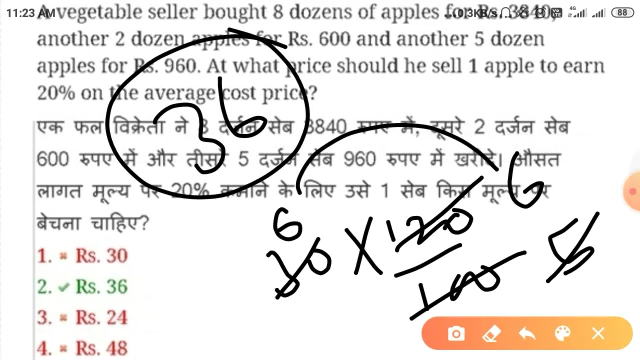 11:23 AM
0.3KB/s
4G
88
A vegetable seller bought 8 dozens of apples for Rs. 3840,
another 2 dozen apples for Rs. 600 and another 5 dozen
apples for Rs. 960. At what price should he sell 1 apple to earn
20% on the average cost price?
36
एक फल विक्रेता ने 8 दर्जन सेब 3840 रुपए में, दूसरे 2 दर्जन सेब
600 रुपए में और तीसरे 5 दर्जन सेब 960 रुपए में खरीदे। औसत
लागत मूल्य पर 20% कमाने के लिए उसे 1 सेब किस मूल्य पर
बेचना चाहिए?
6 6
30 X 120 5
100
1. Rs. 30
2. Rs. 36
3. Rs. 24
4. Rs. 48